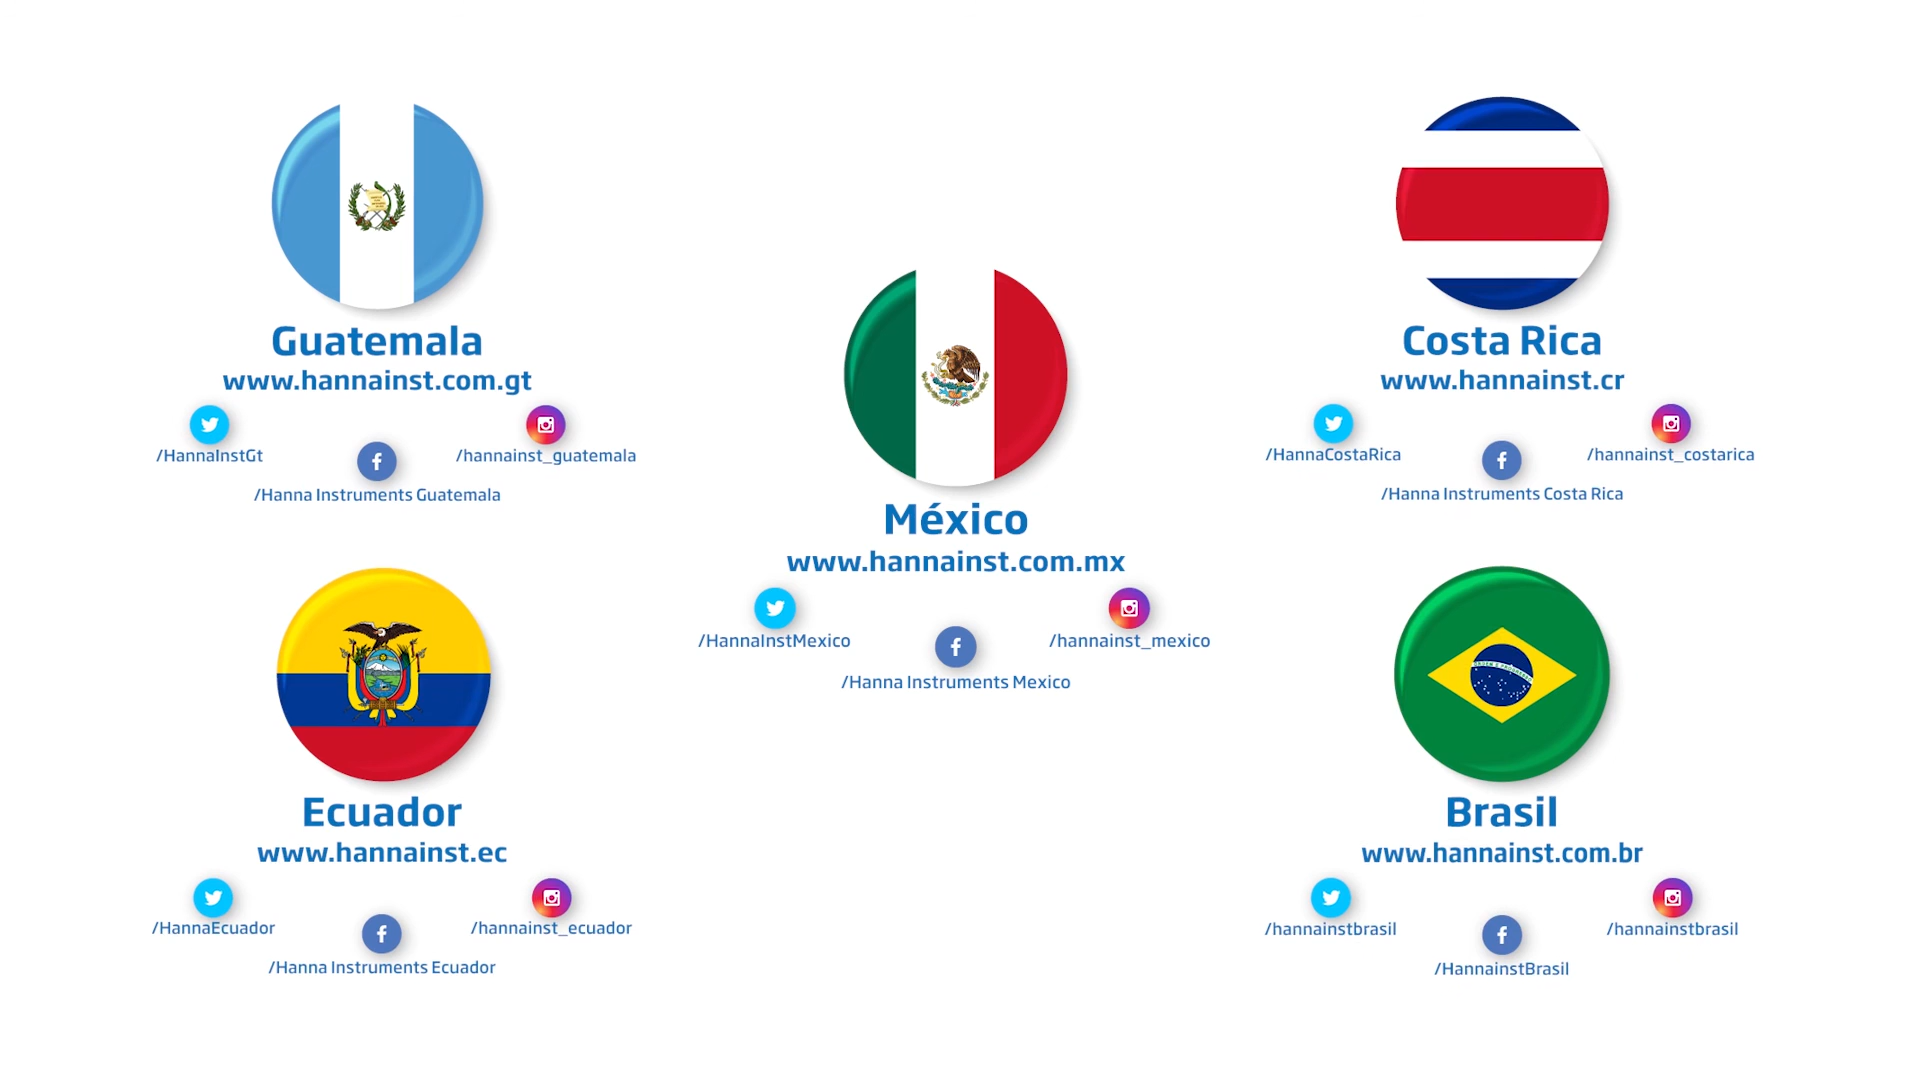 Guatemala
www.hannainst.com.gt
/HannaInstGt
/hannainst_guatemala
/Hanna Instruments Guatemala
Costa Rica
www.hannainst.cr
/HannaCostaRica
/hannainst_costarica
/Hanna Instruments Costa Rica
México
www.hannainst.com.mx
/HannaInstMexico
/hannainst_mexico
/Hanna Instruments Mexico
Ecuador
www.hannainst.ec
/HannaEcuador
/hannainst_ecuador
/Hanna Instruments Ecuador
Brasil
www.hannainst.com.br
/hannainstbrasil
/hannainstbrasil
/HannainstBrasil